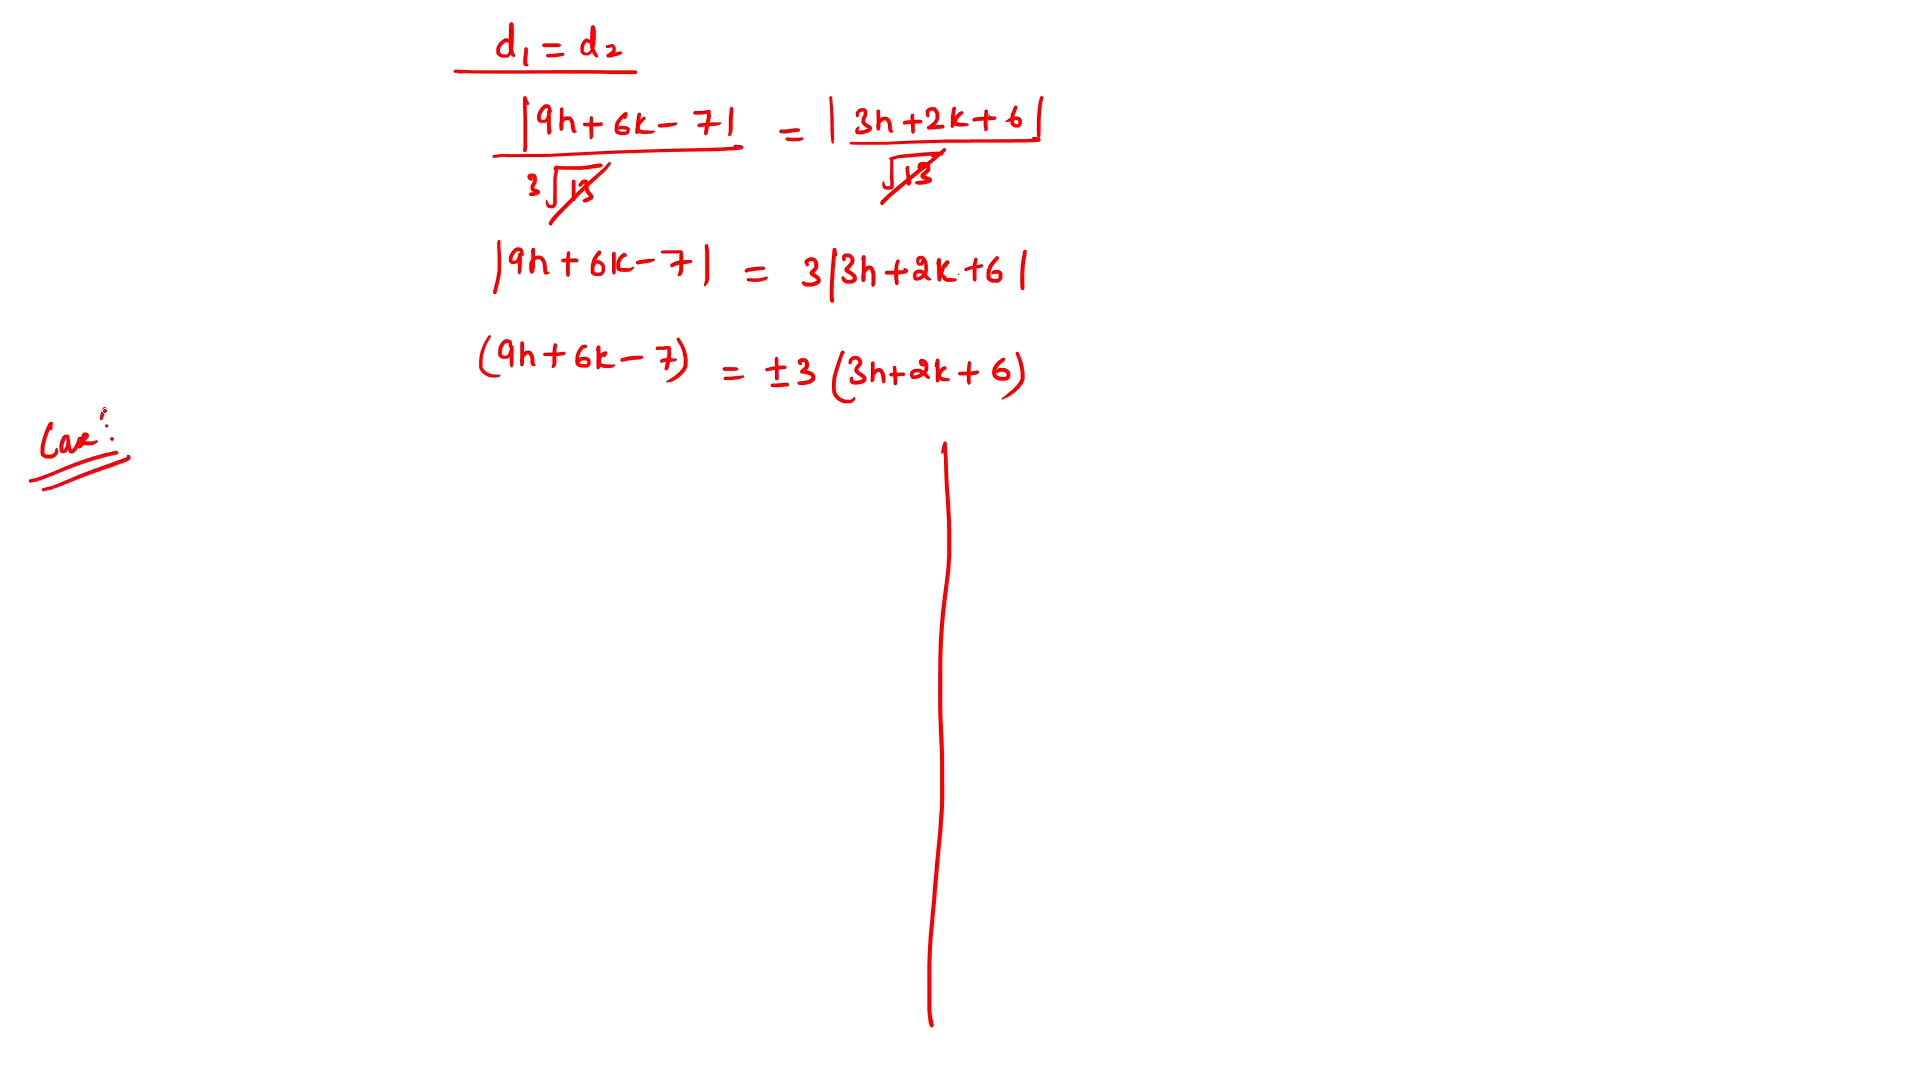 d₁ = d₂
|9h+6k-7| / 3√13 = |3h+2k+6| / √13
|9h+6k-7| = 3|3h+2k+6|
(9h+6k-7) = ±3(3h+2k+6)
Case: